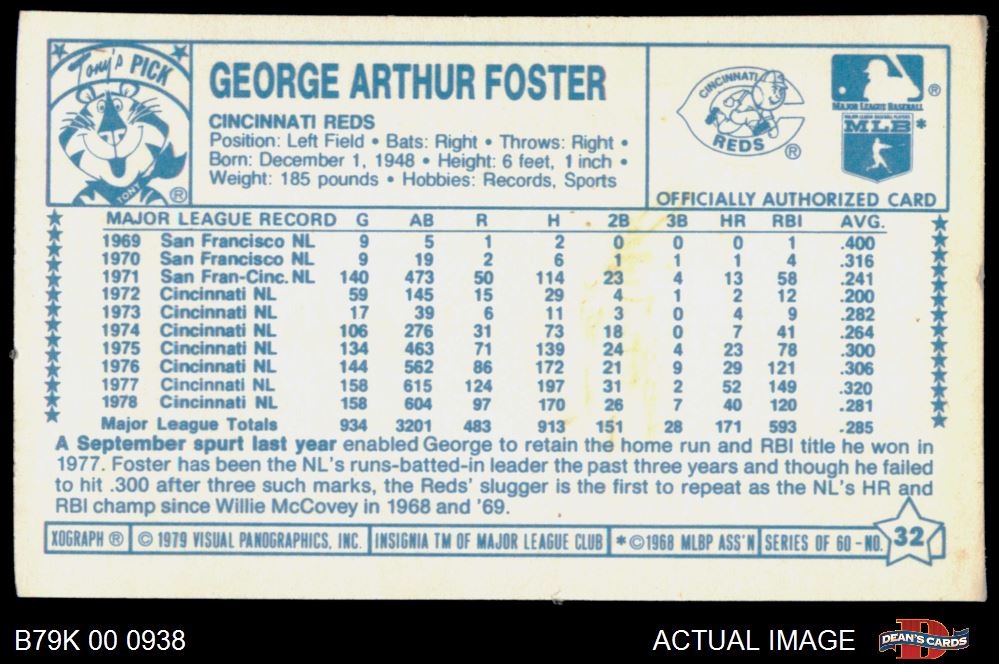 Tony's PICK
TONY ®
GEORGE ARTHUR FOSTER
CINCINNATI REDS
Position: Left Field • Bats: Right • Throws: Right •
Born: December 1, 1948 • Height: 6 feet, 1 inch •
Weight: 185 pounds • Hobbies: Records, Sports
CINCINNATI
REDS ®
®
MAJOR LEAGUE BASEBALL
MAJOR LEAGUE BASEBALL PLAYERS
MLB *
OFFICIALLY AUTHORIZED CARD
MAJOR LEAGUE RECORD G AB R H 2B 3B HR RBI AVG.
1969 San Francisco NL 9 5 1 2 0 0 0 1 .400
1970 San Francisco NL 9 19 2 6 1 1 1 4 .316
1971 San Fran-Cinc. NL 140 473 50 114 23 4 13 58 .241
1972 Cincinnati NL 59 145 15 29 4 1 2 12 .200
1973 Cincinnati NL 17 39 6 11 3 0 4 9 .282
1974 Cincinnati NL 106 276 31 73 18 0 7 41 .264
1975 Cincinnati NL 134 463 71 139 24 4 23 78 .300
1976 Cincinnati NL 144 562 86 172 21 9 29 121 .306
1977 Cincinnati NL 158 615 124 197 31 2 52 149 .320
1978 Cincinnati NL 158 604 97 170 26 7 40 120 .281
Major League Totals 934 3201 483 913 151 28 171 593 .285
A September spurt last year enabled George to retain the home run and RBI title he won in
1977. Foster has been the NL's runs-batted-in leader the past three years and though he failed
to hit .300 after three such marks, the Reds' slugger is the first to repeat as the NL's HR and
RBI champ since Willie McCovey in 1968 and '69.
XOGRAPH ® © 1979 VISUAL PANOGRAPHICS, INC. INSIGNIA TM OF MAJOR LEAGUE CLUB * ©1968 MLBP ASS'N SERIES OF 60 - NO. 32
B79K 00 0938 ACTUAL IMAGE DEAN'S CARDS